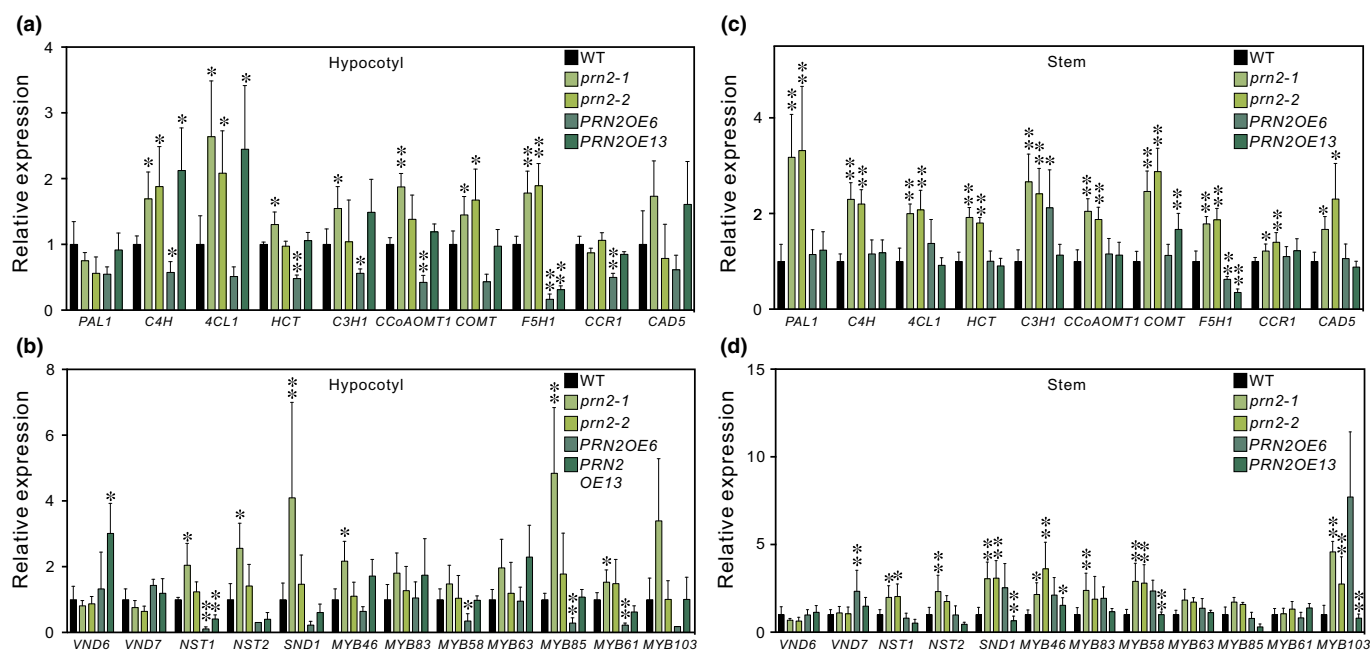 (a)
Relative expression
4
3
2
1
0
Hypocotyl
WT
prn2-1
prn2-2
PRN2OE6
PRN2OE13
* * * * * * * * * * ** * ** ** * * ** ** ** ** **
PAL1 C4H 4CL1 HCT C3H1 CCoAOMT1 COMT F5H1 CCR1 CAD5
(b)
Relative expression
8
6
4
2
0
Hypocotyl
WT
prn2-1
prn2-2
PRN2OE6
PRN2
OE13
* * ** * * ** * * ** ** * **
VND6 VND7 NST1 NST2 SND1 MYB46 MYB83 MYB58 MYB63 MYB85 MYB61 MYB103
(c)
Relative expression
4
2
0
Stem
WT
prn2-1
prn2-2
PRN2OE6
PRN2OE13
** ** ** ** ** ** ** ** ** ** * ** ** ** ** * ** ** ** ** * ** * *
PAL1 C4H 4CL1 HCT C3H1 CCoAOMT1 COMT F5H1 CCR1 CAD5
(d)
Relative expression
15
10
5
0
Stem
WT
prn2-1
prn2-2
PRN2OE6
PRN2OE13
** * * ** ** ** ** * ** * ** ** ** ** ** ** **
VND6 VND7 NST1 NST2 SND1 MYB46 MYB83 MYB58 MYB63 MYB85 MYB61 MYB103